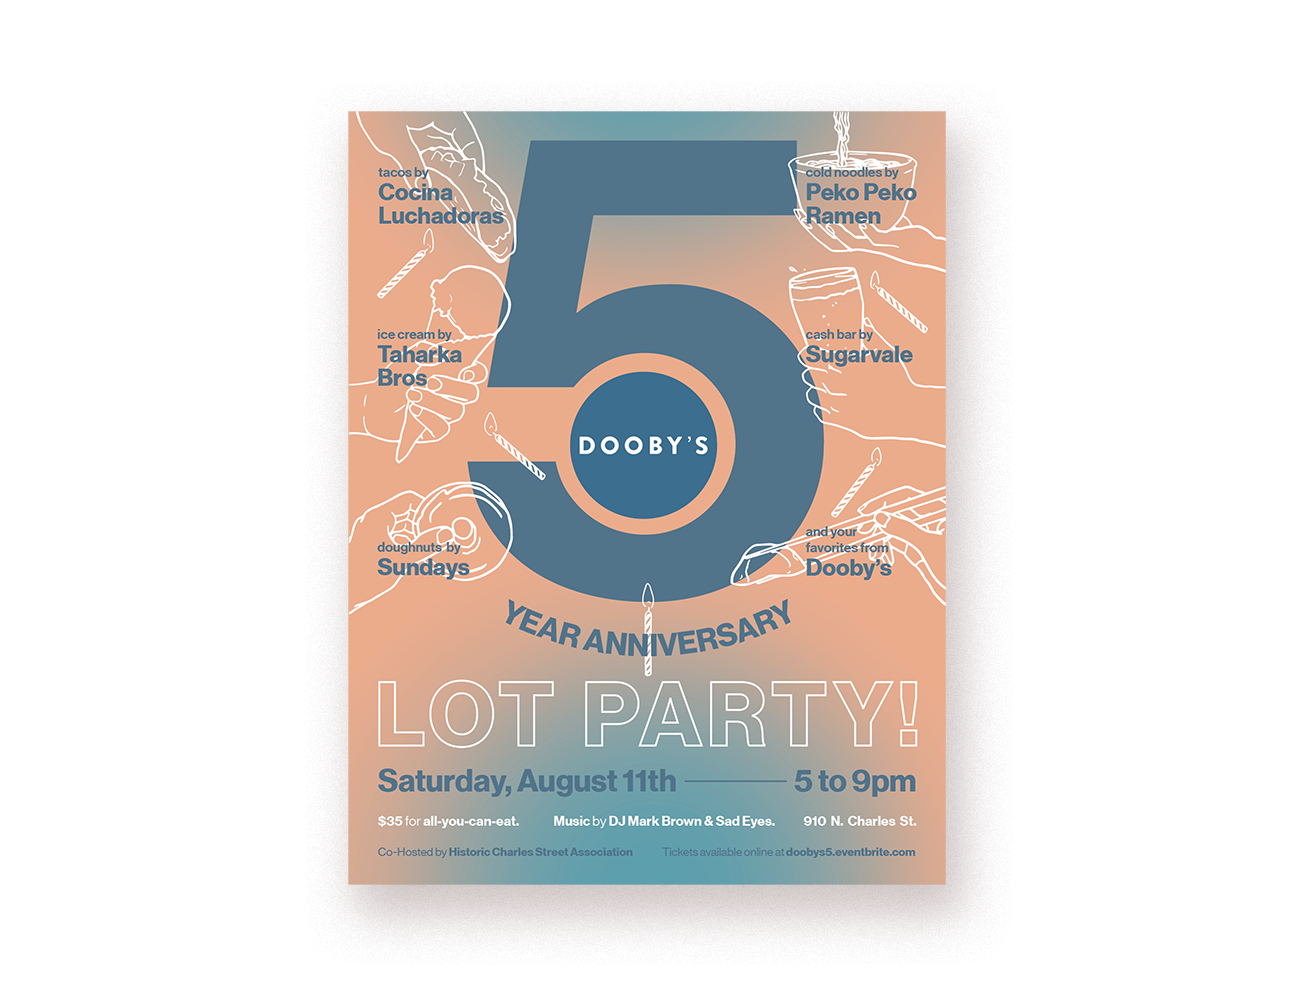 tacos by
Cocina
Luchadoras
cold noodles by
Peko Peko
Ramen
5
ice cream by
Taharka
Bros
cash bar by
Sugarvale
DOOBY'S
doughnuts by
Sundays
and your
favorites from
Dooby's
YEAR ANNIVERSARY
LOT PARTY!
Saturday, August 11th 5 to 9pm
$35 for all-you-can-eat. Music by DJ Mark Brown & Sad Eyes. 910 N. Charles St.
Co-Hosted by Historic Charles Street Association Tickets available online at doobys5.eventbrite.com